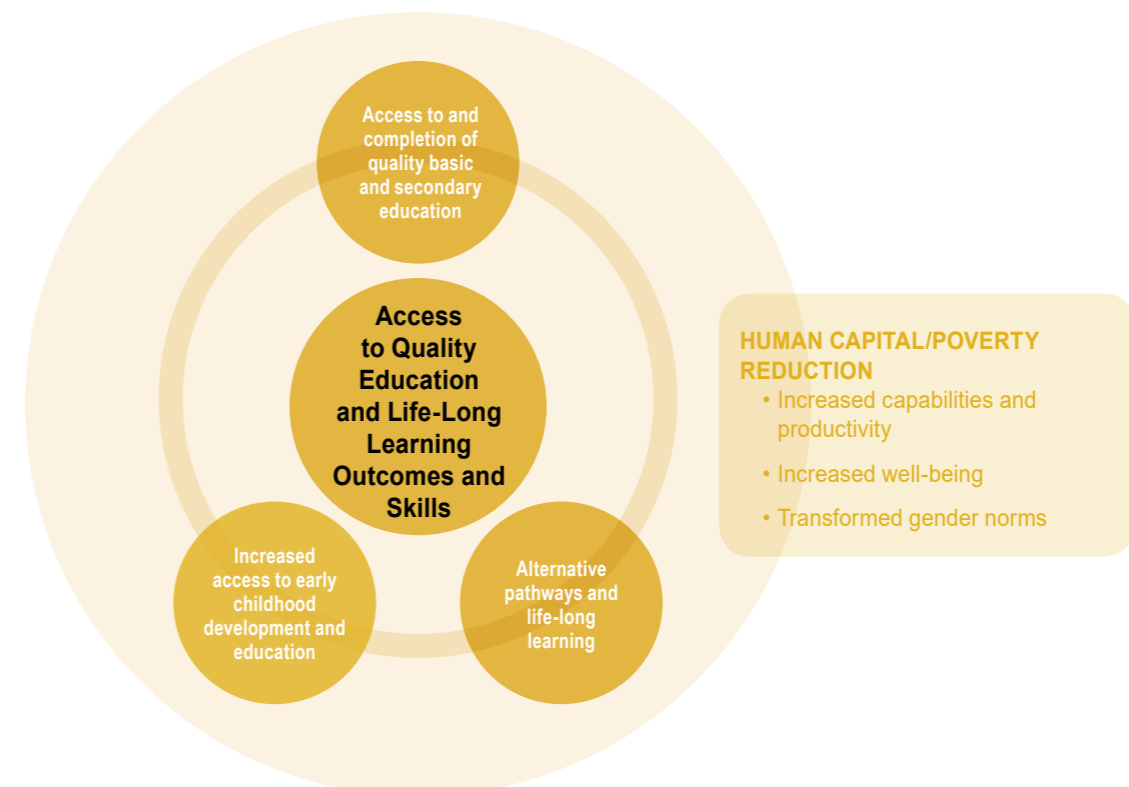 Access to and
completion of
quality basic
and secondary
education
Access
to Quality
Education
and Life-Long
Learning
Outcomes and
Skills
Increased
access to early
childhood
development and
education
Alternative
pathways and
life-long
learning
HUMAN CAPITAL/POVERTY
REDUCTION
• Increased capabilities and
productivity
• Increased well-being
• Transformed gender norms